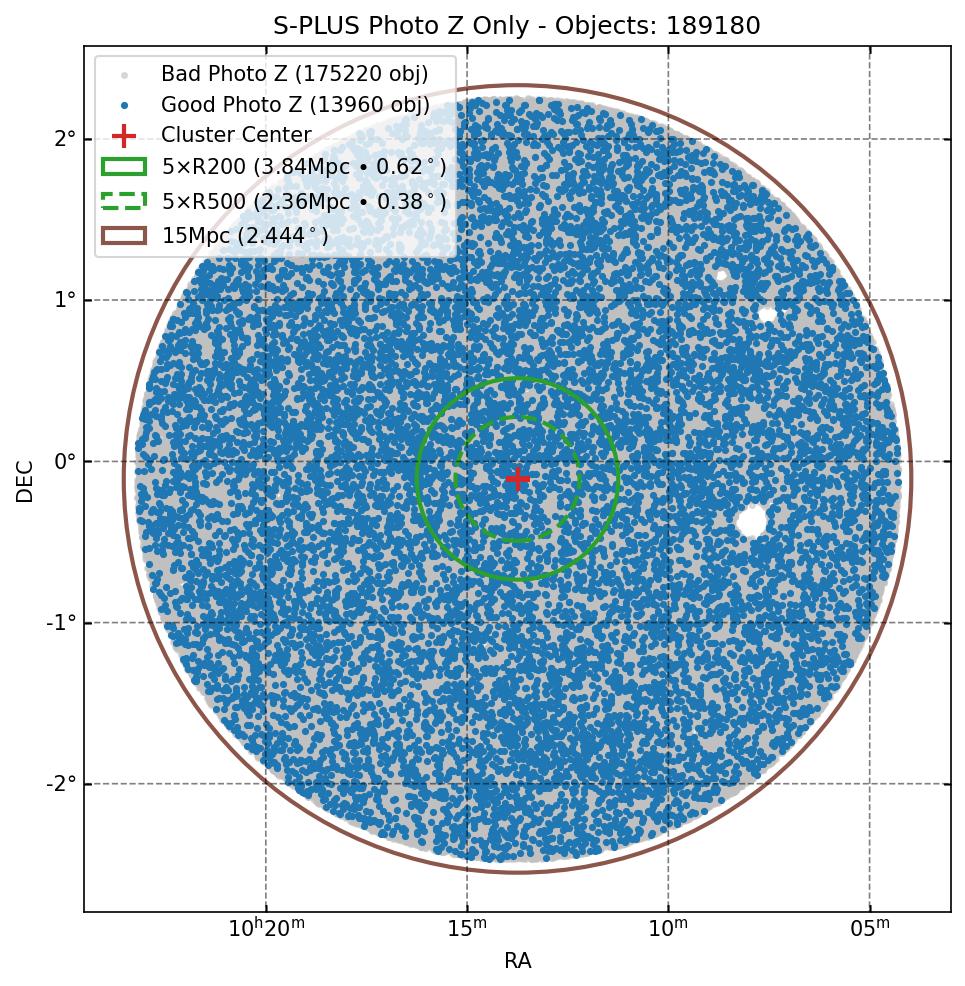 S-PLUS Photo Z Only - Objects: 189180
Bad Photo Z (175220 obj)
Good Photo Z (13960 obj)
Cluster Center
5×R200 (3.84Mpc • 0.62°)
5×R500 (2.36Mpc • 0.38°)
15Mpc (2.444°)
2°
1°
0°
-1°
-2°
DEC
10ʰ20ᵐ 15ᵐ 10ᵐ 05ᵐ
RA